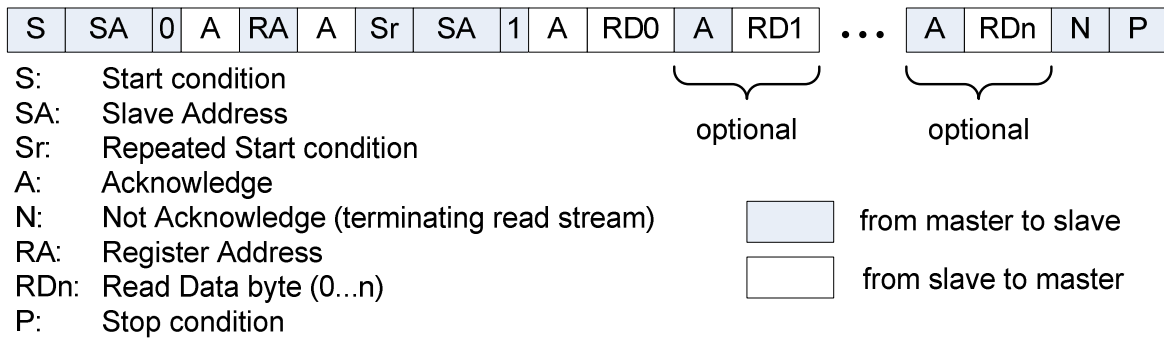 S SA 0 A RA A Sr SA 1 A RD0 A RD1 ... A RDn N P
S: Start condition
SA: Slave Address
optional optional
Sr: Repeated Start condition
A: Acknowledge
N: Not Acknowledge (terminating read stream)
RA: Register Address
RDn: Read Data byte (0...n)
P: Stop condition
from master to slave
from slave to master